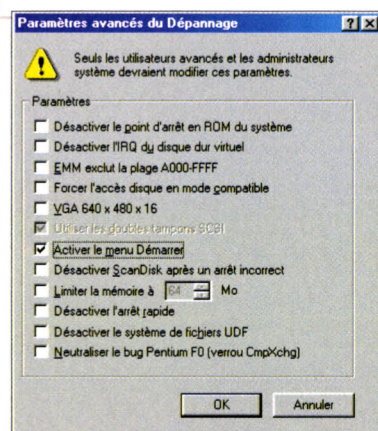 Paramètres avancés du Dépannage
Seuls les utilisateurs avancés et les administrateurs
système devraient modifier ces paramètres.
Paramètres
Désactiver le point d'arrêt en ROM du système
Désactiver l'IRQ du disque dur virtuel
EMM exclut la plage A000-FFFF
Forcer l'accès disque en mode compatible
VGA 640 x 480 x 16
Utiliser les doubles tampons SCSI
Activer le menu Démarrer
Désactiver ScanDisk après un arrêt incorrect
Limiter la mémoire à 64 Mo
Désactiver l'arrêt rapide
Désactiver le système de fichiers UDF
Neutraliser le bug Pentium F0 (verrou CmpXchg)
OK Annuler